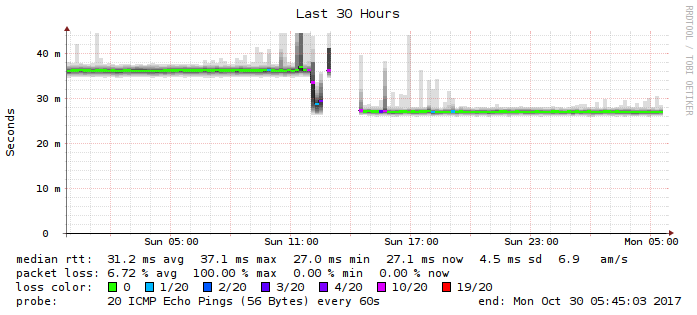 Last 30 Hours
RRDTOOL / TOBI OETIKER
Seconds
40 m
30 m
20 m
10 m
0
Sun 05:00 Sun 11:00 Sun 17:00 Sun 23:00 Mon 05:00
median rtt: 31.2 ms avg 37.1 ms max 27.0 ms min 27.1 ms now 4.5 ms sd 6.9 am/s
packet loss: 6.72 % avg 100.00 % max 0.00 % min 0.00 % now
loss color: 0 1/20 2/20 3/20 4/20 10/20 19/20
probe: 20 ICMP Echo Pings (56 Bytes) every 60s end: Mon Oct 30 05:45:03 2017